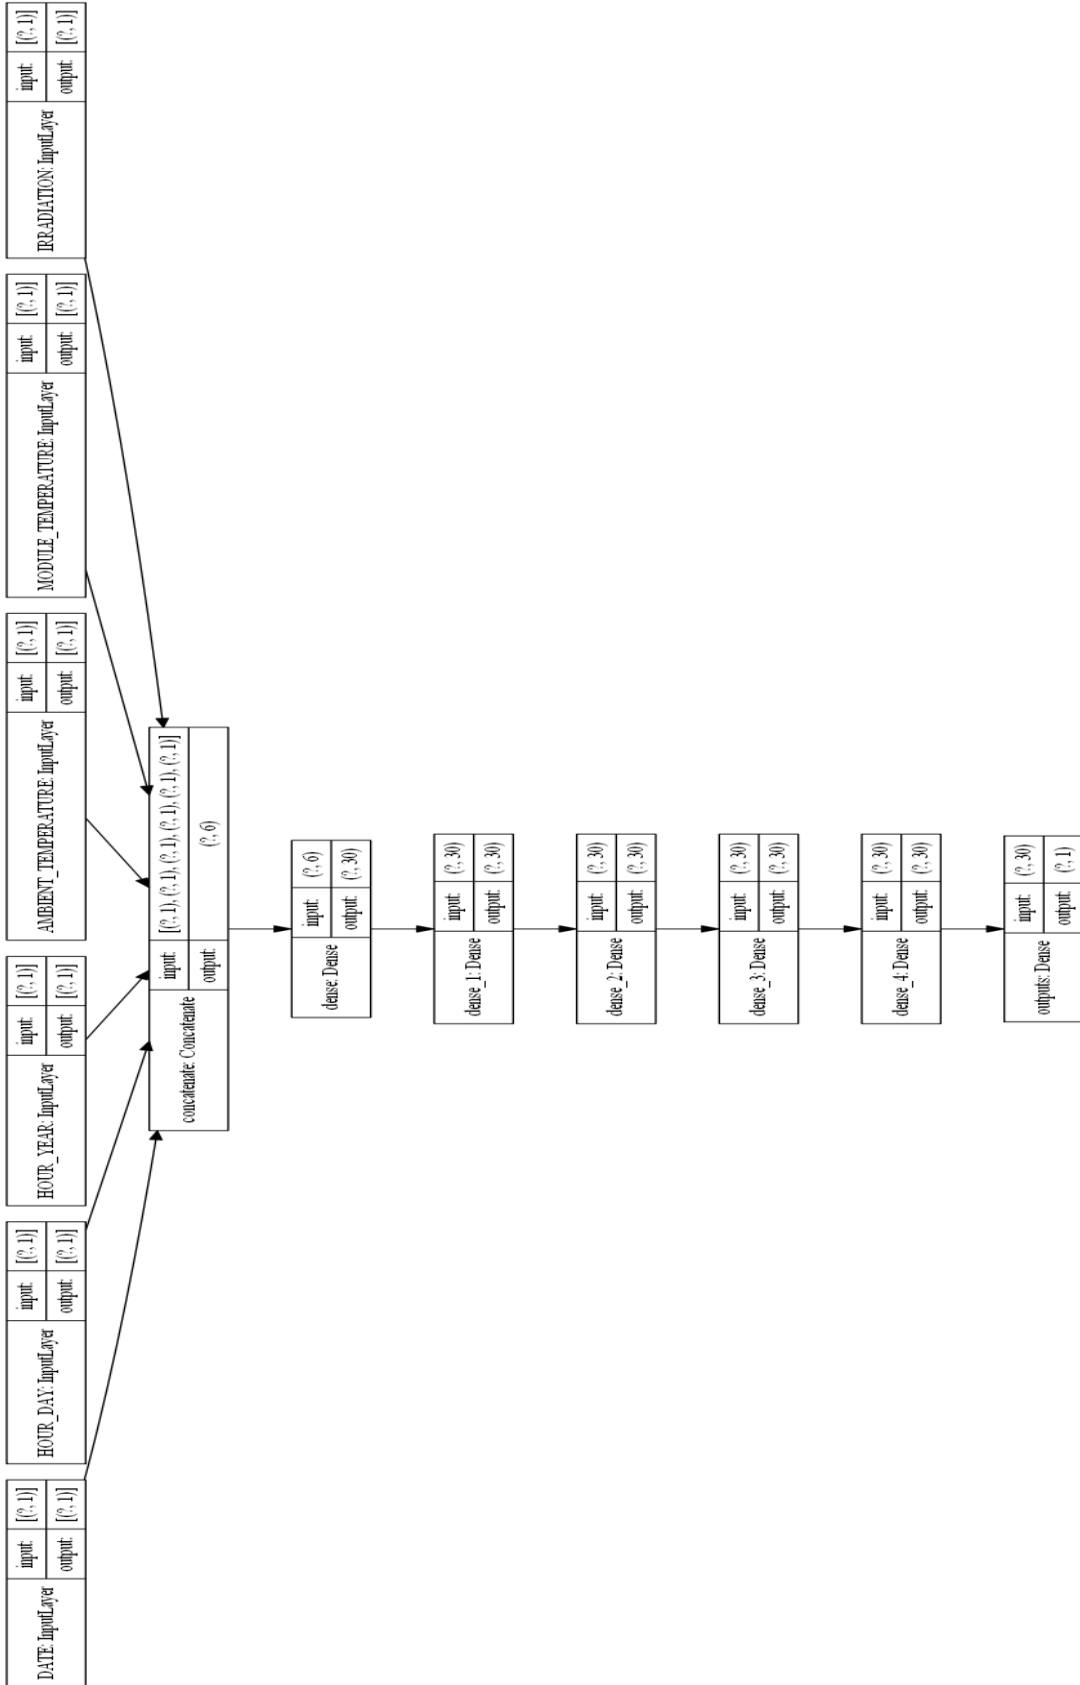 DATE: InputLayer
input:
[(?, 1)]
output:
[(?, 1)]
HOUR_DAY: InputLayer
input:
[(?, 1)]
output:
[(?, 1)]
HOUR_YEAR: InputLayer
input:
[(?, 1)]
output:
[(?, 1)]
AMBIENT_TEMPERATURE: InputLayer
input:
[(?, 1)]
output:
[(?, 1)]
MODULE_TEMPERATURE: InputLayer
input:
[(?, 1)]
output:
[(?, 1)]
IRRADIATION: InputLayer
input:
[(?, 1)]
output:
[(?, 1)]
concatenate: Concatenate
input:
[(?, 1), (?, 1), (?, 1), (?, 1), (?, 1), (?, 1)]
output:
(?, 6)
dense: Dense
input:
(?, 6)
output:
(?, 30)
dense_1: Dense
input:
(?, 30)
output:
(?, 30)
dense_2: Dense
input:
(?, 30)
output:
(?, 30)
dense_3: Dense
input:
(?, 30)
output:
(?, 30)
dense_4: Dense
input:
(?, 30)
output:
(?, 30)
outputs: Dense
input:
(?, 30)
output:
(?, 1)